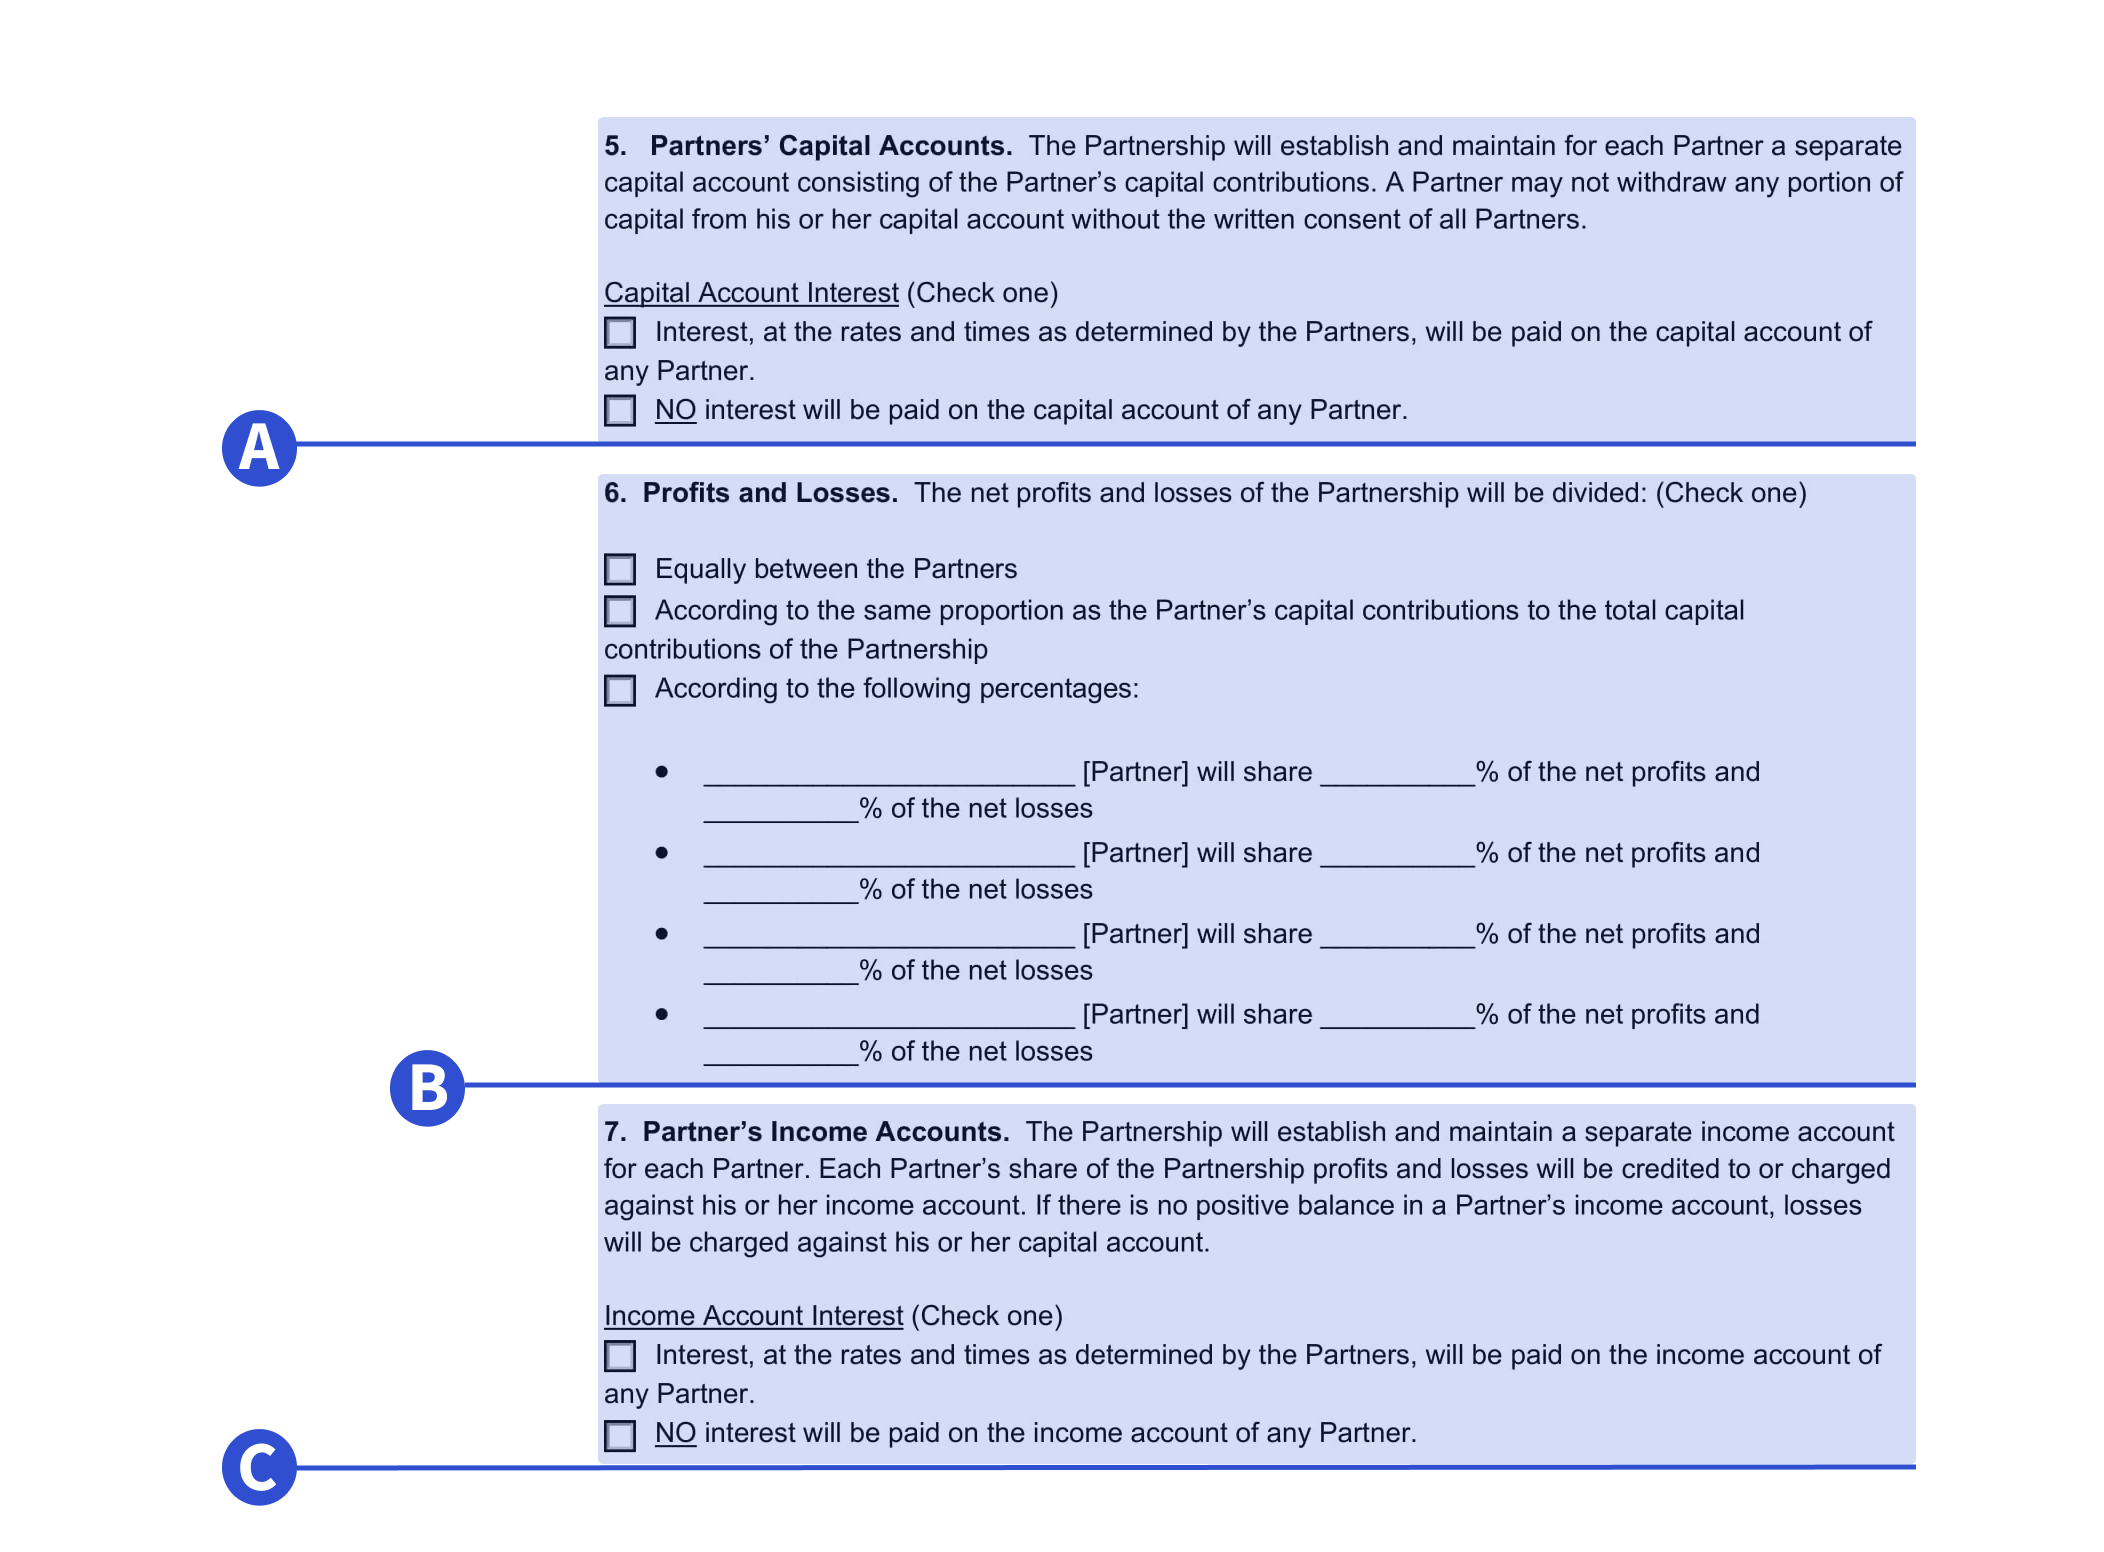 5. Partners’ Capital Accounts. The Partnership will establish and maintain for each Partner a separate
capital account consisting of the Partner’s capital contributions. A Partner may not withdraw any portion of
capital from his or her capital account without the written consent of all Partners.
Capital Account Interest (Check one)
Interest, at the rates and times as determined by the Partners, will be paid on the capital account of
any Partner.
NO interest will be paid on the capital account of any Partner.
A
6. Profits and Losses. The net profits and losses of the Partnership will be divided: (Check one)
Equally between the Partners
According to the same proportion as the Partner’s capital contributions to the total capital
contributions of the Partnership
According to the following percentages:
• ________________________ [Partner] will share __________% of the net profits and
__________% of the net losses
• ________________________ [Partner] will share __________% of the net profits and
__________% of the net losses
• ________________________ [Partner] will share __________% of the net profits and
__________% of the net losses
• ________________________ [Partner] will share __________% of the net profits and
__________% of the net losses
B
7. Partner’s Income Accounts. The Partnership will establish and maintain a separate income account
for each Partner. Each Partner’s share of the Partnership profits and losses will be credited to or charged
against his or her income account. If there is no positive balance in a Partner’s income account, losses
will be charged against his or her capital account.
Income Account Interest (Check one)
Interest, at the rates and times as determined by the Partners, will be paid on the income account of
any Partner.
NO interest will be paid on the income account of any Partner.
C